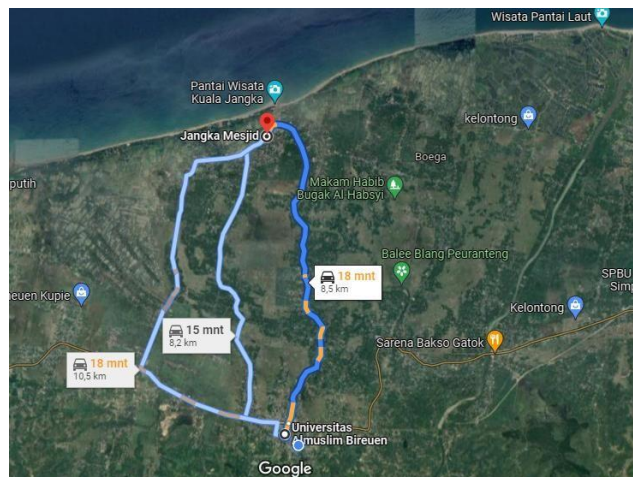 Wisata Pantai Laut
Pantai Wisata
Kuala Jangka
kelontong
Jangka Mesjid
Boega
putih
Makam Habib
Bugak Al Habsyi
Balee Blang Peuranteng
18 mnt
8,5 km
SPBU
Simp
neuen Kupie
Kelontong
15 mnt
8,2 km
Sarena Bakso Gatok
18 mnt
10,5 km
Universitas
Almuslim Bireuen
Google